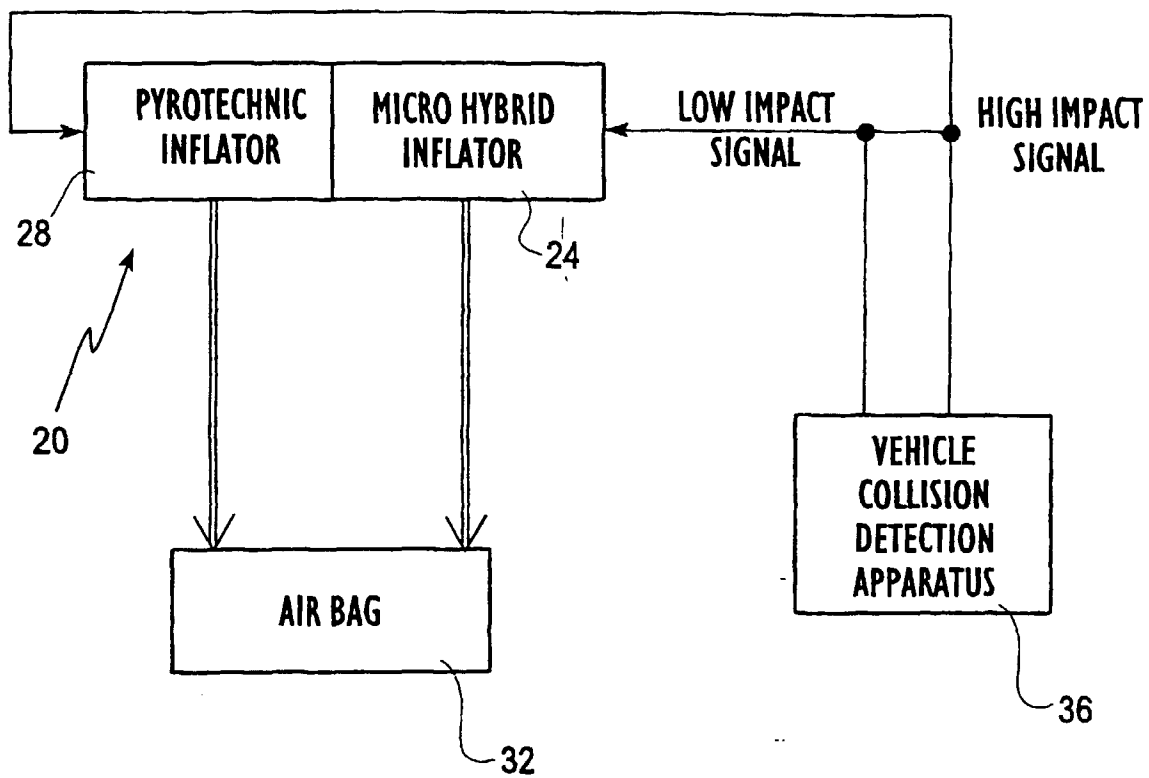 PYROTECHNIC
INFLATOR
MICRO HYBRID
INFLATOR
LOW IMPACT
SIGNAL
HIGH IMPACT
SIGNAL
28
24
20
VEHICLE
COLLISION
DETECTION
APPARATUS
AIR BAG
36
32